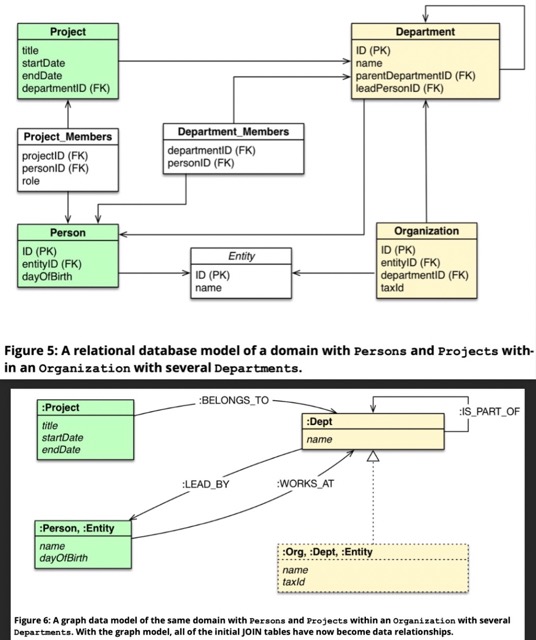 Project
title
startDate
endDate
departmentID (FK)
Department
ID (PK)
name
parentDepartmentID (FK)
leadPersonID (FK)
Project_Members
projectID (FK)
personID (FK)
role
Department_Members
departmentID (FK)
personID (FK)
Person
ID (PK)
entityID (FK)
dayOfBirth
Entity
ID (PK)
name
Organization
ID (PK)
entityID (FK)
departmentID (FK)
taxId
Figure 5: A relational database model of a domain with Persons and Projects with-
in an Organization with several Departments.
:Project
title
startDate
endDate
:BELONGS_TO
:Dept
name
:IS_PART_OF
:LEAD_BY
:WORKS_AT
:Person, :Entity
name
dayOfBirth
:Org, :Dept, :Entity
name
taxId
Figure 6: A graph data model of the same domain with Persons and Projects within an Organization with several
Departments. With the graph model, all of the initial JOIN tables have now become data relationships.